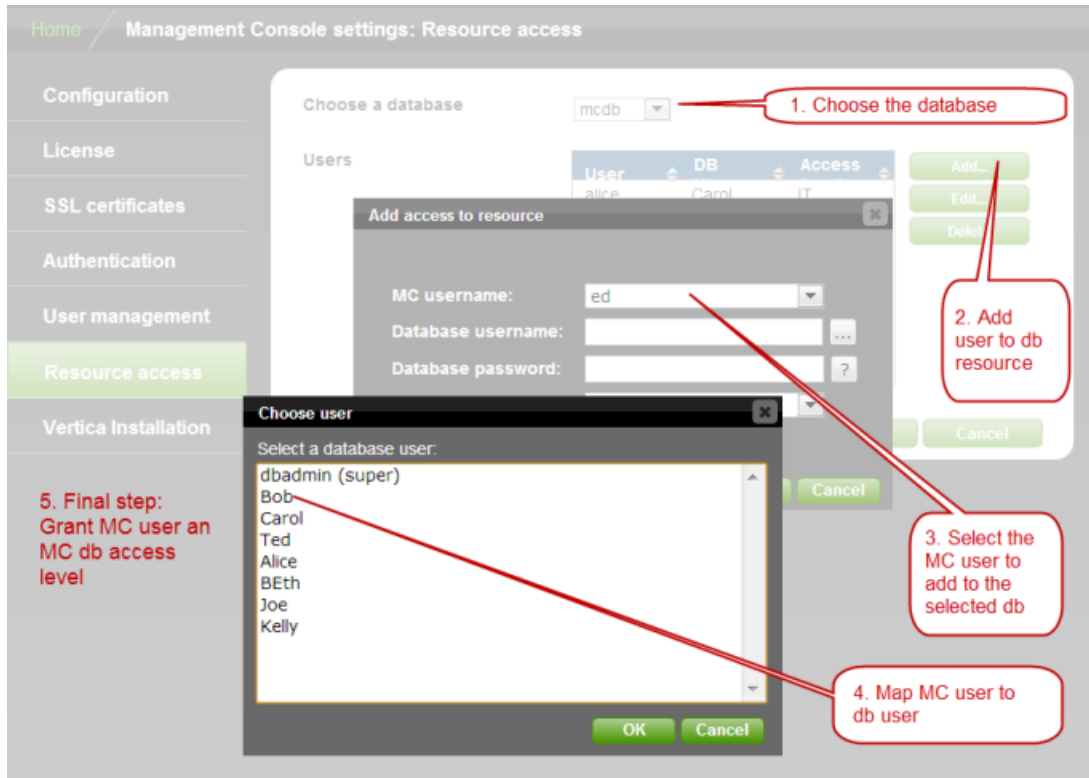 Home / Management Console settings: Resource access
Configuration
License
SSL certificates
Authentication
User management
Resource access
Vertica Installation
Choose a database
mcdb
1. Choose the database
Users
User
DB
Access
alice
Carol
IT
Add...
Edit...
Delet
2. Add
user to db
resource
Cancel
Add access to resource
MC username:
ed
Database username:
...
Database password:
?
Cancel
3. Select the
MC user to
add to the
selected db
Choose user
Select a database user:
dbadmin (super)
Bob
Carol
Ted
Alice
BEth
Joe
Kelly
OK
Cancel
4. Map MC user to
db user
5. Final step:
Grant MC user an
MC db access
level